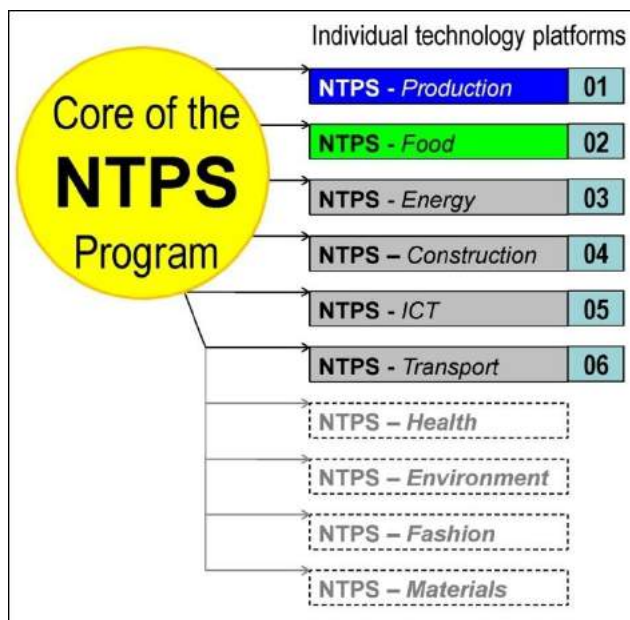 Individual technology platforms
Core of the
NTPS
Program
NTPS - Production 01
NTPS - Food 02
NTPS - Energy 03
NTPS – Construction 04
NTPS - ICT 05
NTPS - Transport 06
NTPS – Health
NTPS – Environment
NTPS – Fashion
NTPS – Materials